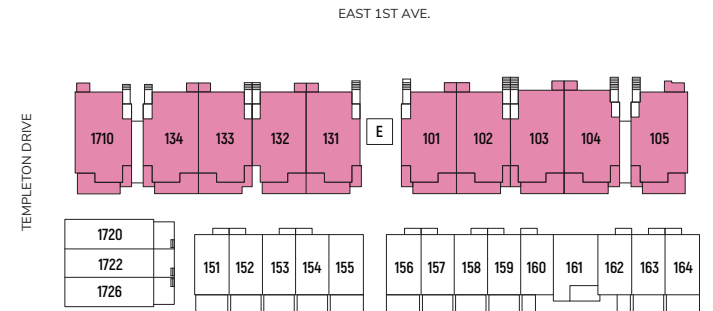 EAST 1ST AVE.
TEMPLETON DRIVE
1710 134 133 132 131 E 101 102 103 104 105
1720
1722
1726
151 152 153 154 155 156 157 158 159 160 161 162 163 164